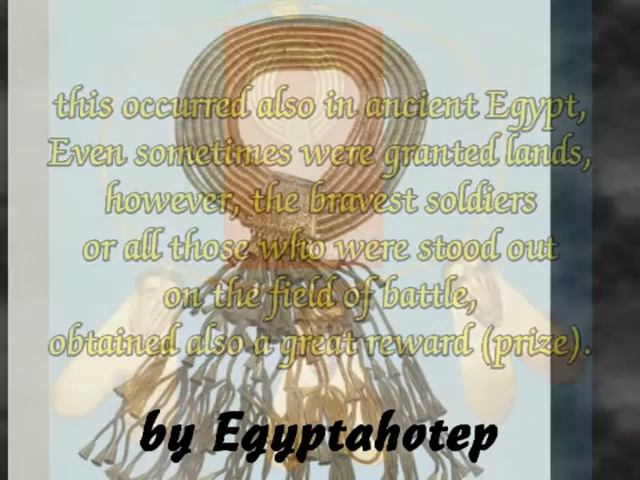 this occurred also in ancient Egypt,
Even sometimes were granted lands,
however, the bravest soldiers
or all those who were stood out
on the field of battle,
obtained also a great reward (prize).
by Egyptahotep